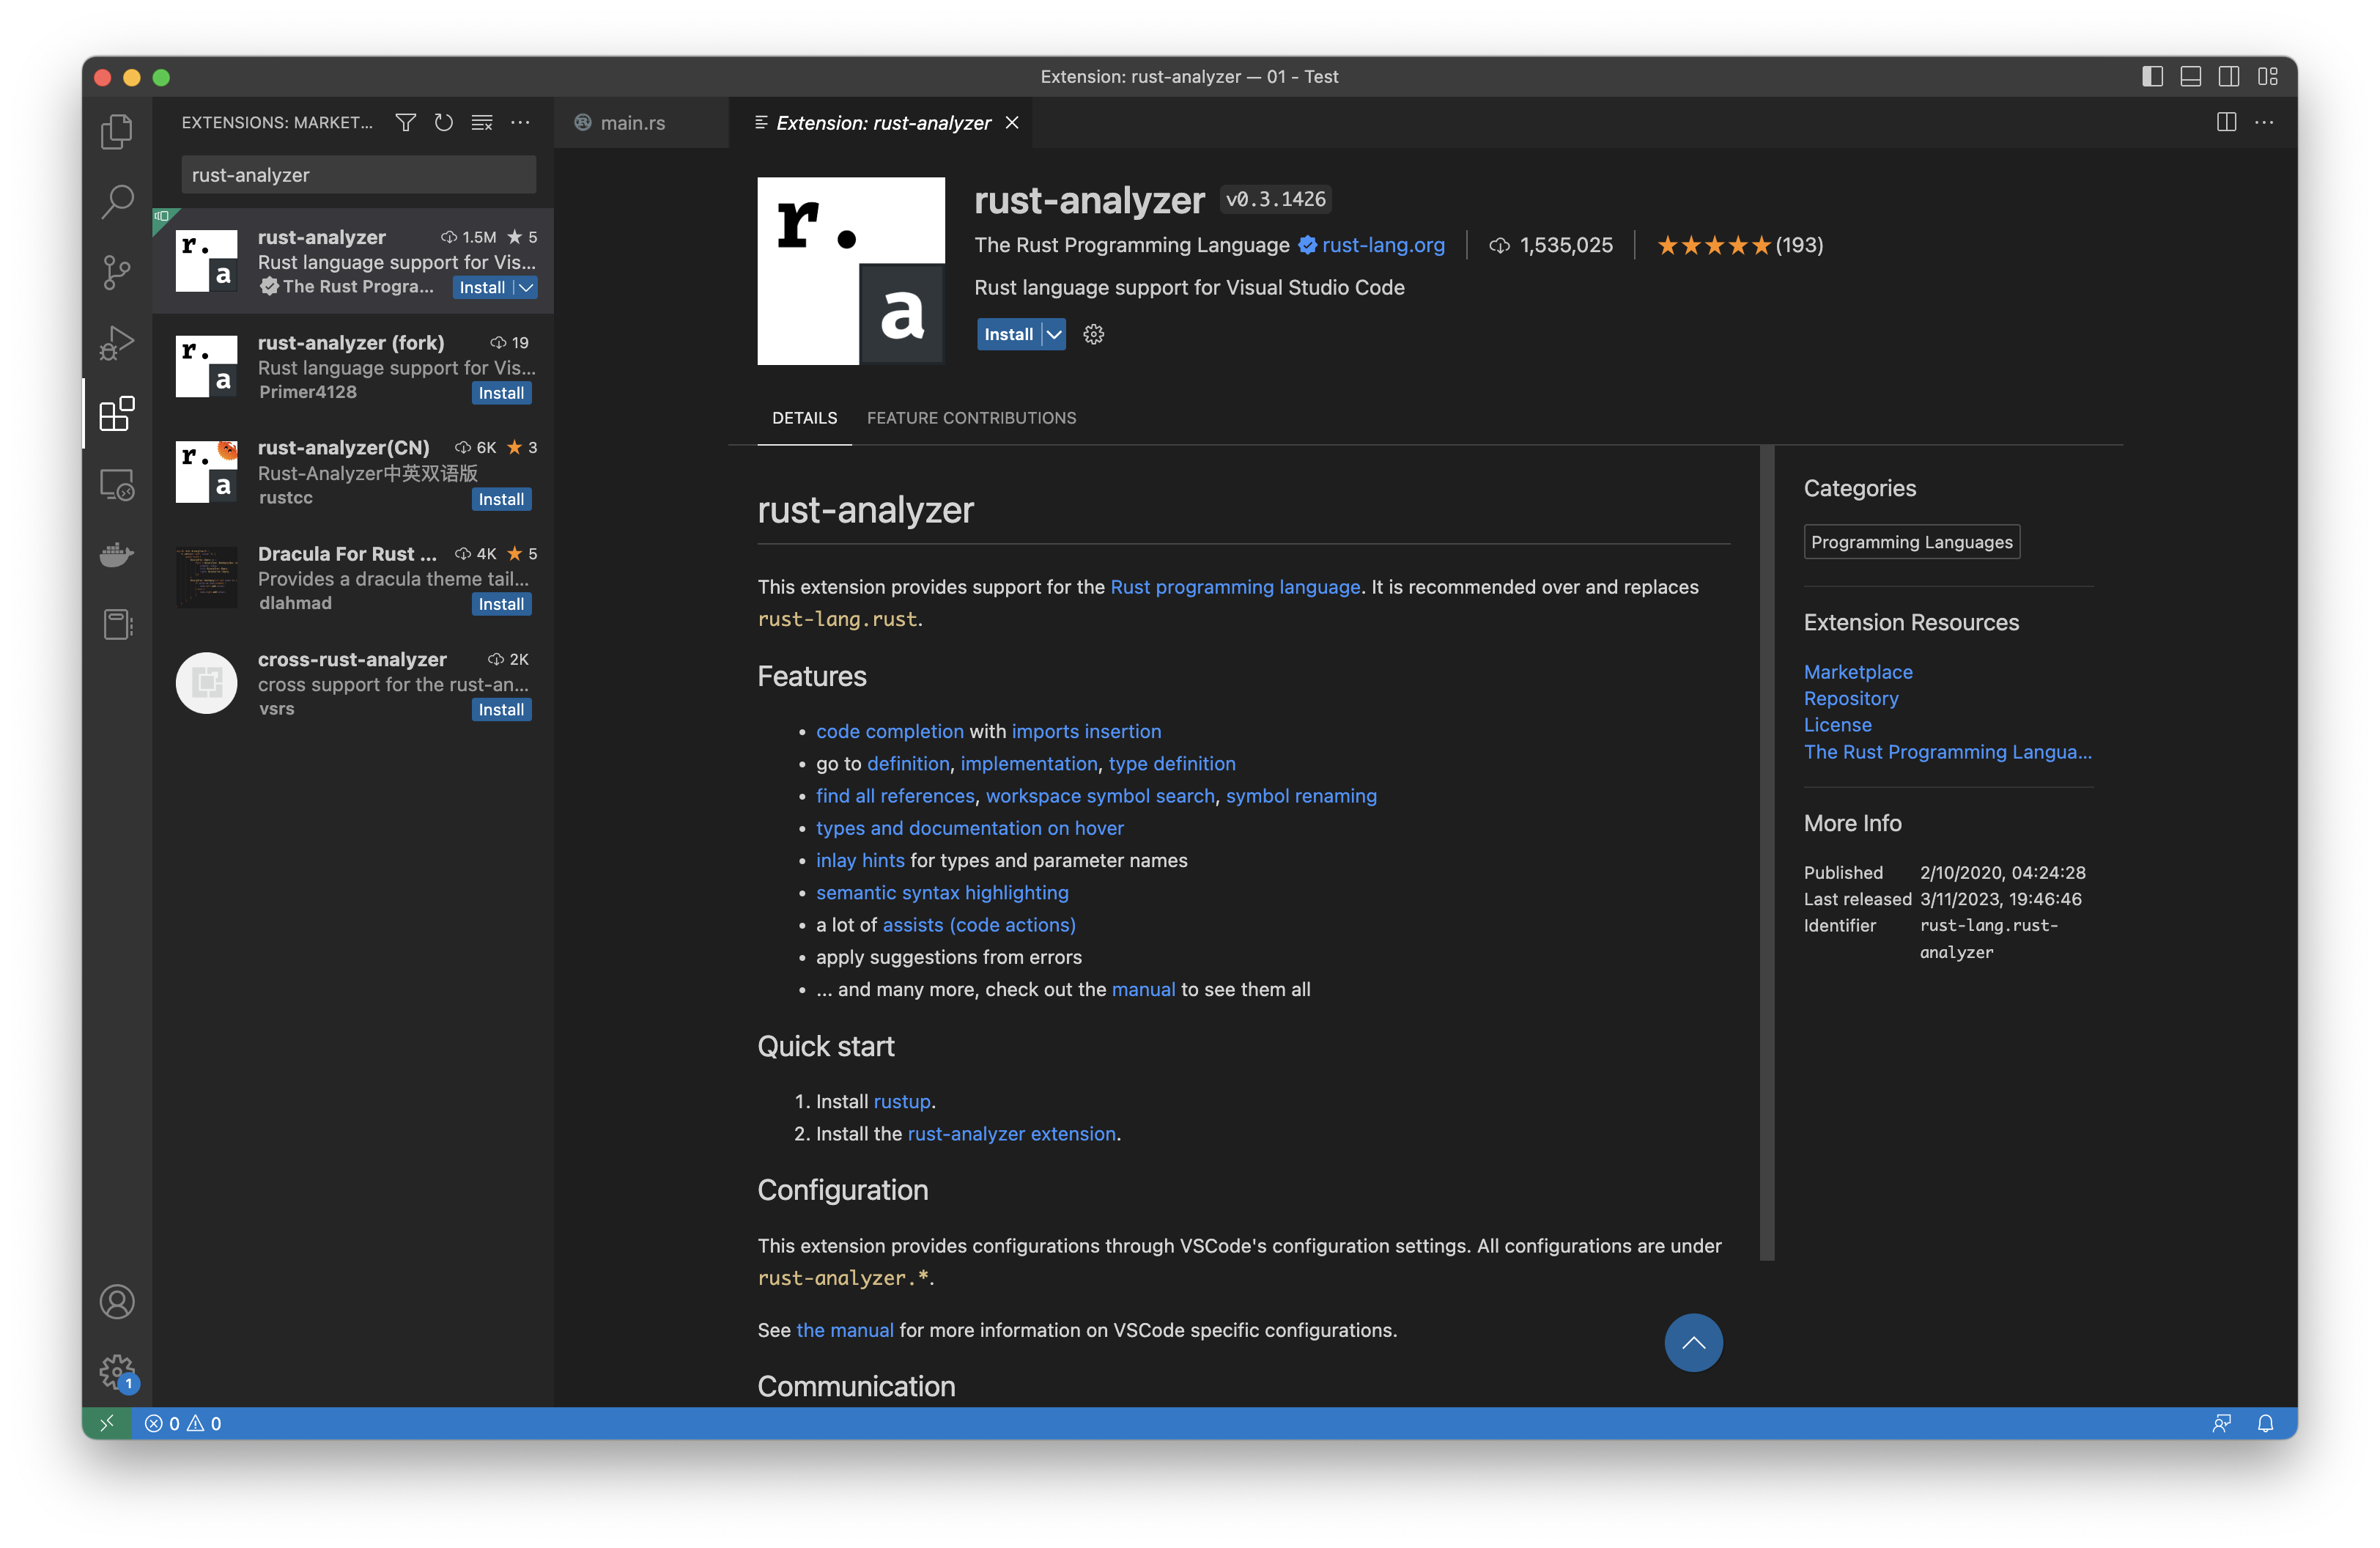 Extension: rust-analyzer — 01 - Test
EXTENSIONS: MARKET...
rust-analyzer
rust-analyzer 1.5M 5
Rust language support for Vis...
The Rust Progra... Install
r. a
rust-analyzer (fork) 19
Rust language support for Vis...
Primer4128 Install
r. a
rust-analyzer(CN) 6K 3
Rust-Analyzer中英双语版
rustcc Install
r. a
Dracula For Rust ... 4K 5
Provides a dracula theme tail...
dlahmad Install
cross-rust-analyzer 2K
cross support for the rust-an...
vsrs Install
1
main.rs
Extension: rust-analyzer
r. a
rust-analyzer v0.3.1426
The Rust Programming Language rust-lang.org 1,535,025 ★★★★★(193)
Rust language support for Visual Studio Code
Install
DETAILS FEATURE CONTRIBUTIONS
rust-analyzer
This extension provides support for the Rust programming language. It is recommended over and replaces
rust-lang.rust.
Features
• code completion with imports insertion
• go to definition, implementation, type definition
• find all references, workspace symbol search, symbol renaming
• types and documentation on hover
• inlay hints for types and parameter names
• semantic syntax highlighting
• a lot of assists (code actions)
• apply suggestions from errors
• ... and many more, check out the manual to see them all
Quick start
1. Install rustup.
2. Install the rust-analyzer extension.
Configuration
This extension provides configurations through VSCode's configuration settings. All configurations are under
rust-analyzer.*.
See the manual for more information on VSCode specific configurations.
Communication
Categories
Programming Languages
Extension Resources
Marketplace
Repository
License
The Rust Programming Langua...
More Info
Published 2/10/2020, 04:24:28
Last released 3/11/2023, 19:46:46
Identifier rust-lang.rust-
analyzer
0 0